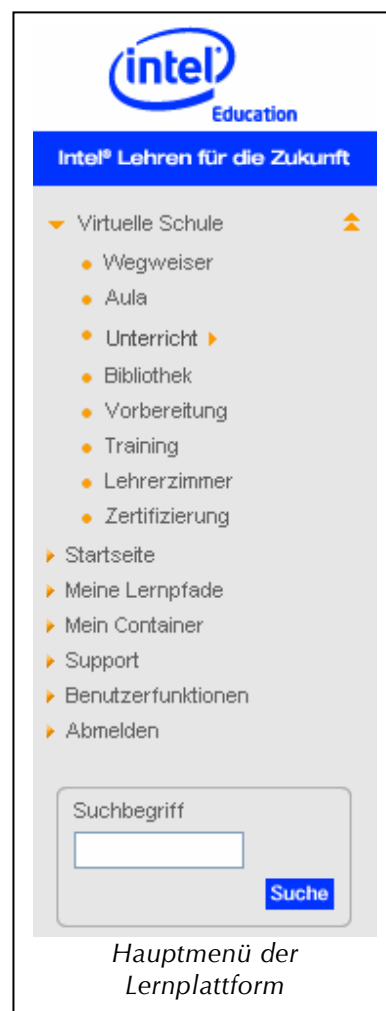 intel
Education
Intel® Lehren für die Zukunft
Virtuelle Schule
Wegweiser
Aula
Unterricht
Bibliothek
Vorbereitung
Training
Lehrerzimmer
Zertifizierung
Startseite
Meine Lernpfade
Mein Container
Support
Benutzerfunktionen
Abmelden
Suchbegriff
Suche
Hauptmenü der
Lernplattform